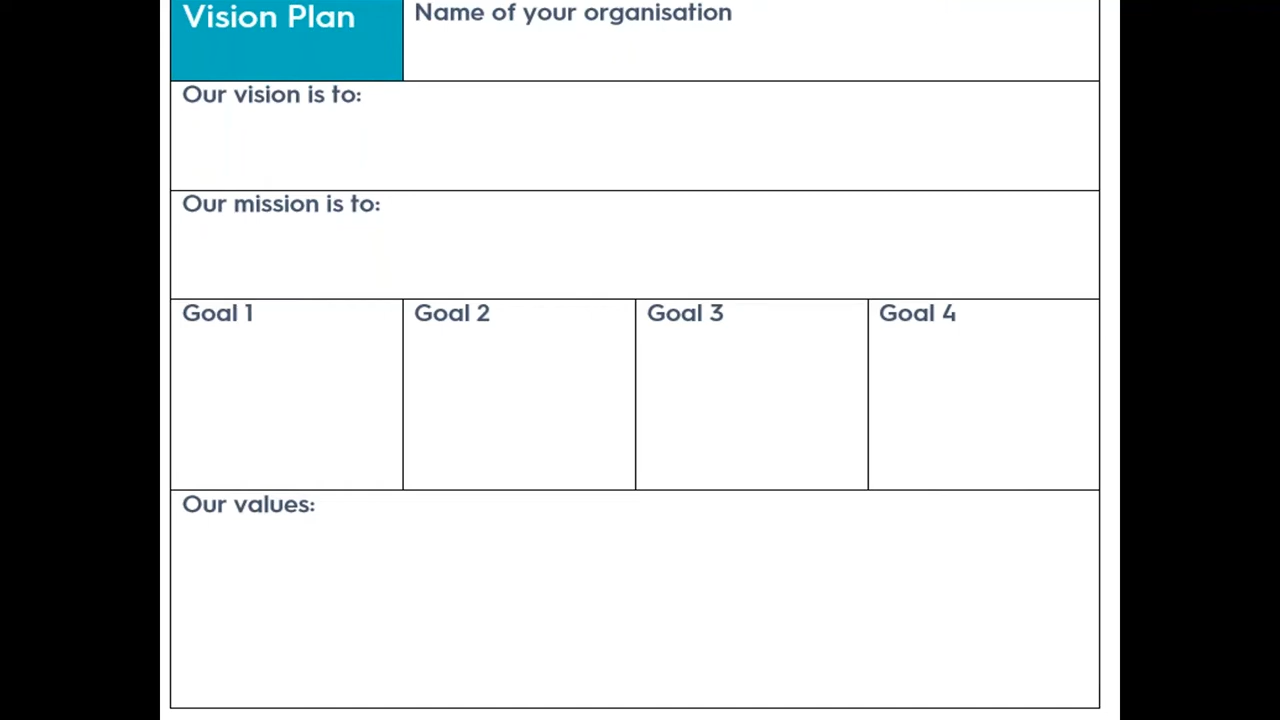 Vision Plan
Name of your organisation
Our vision is to:
Our mission is to:
Goal 1
Goal 2
Goal 3
Goal 4
Our values: